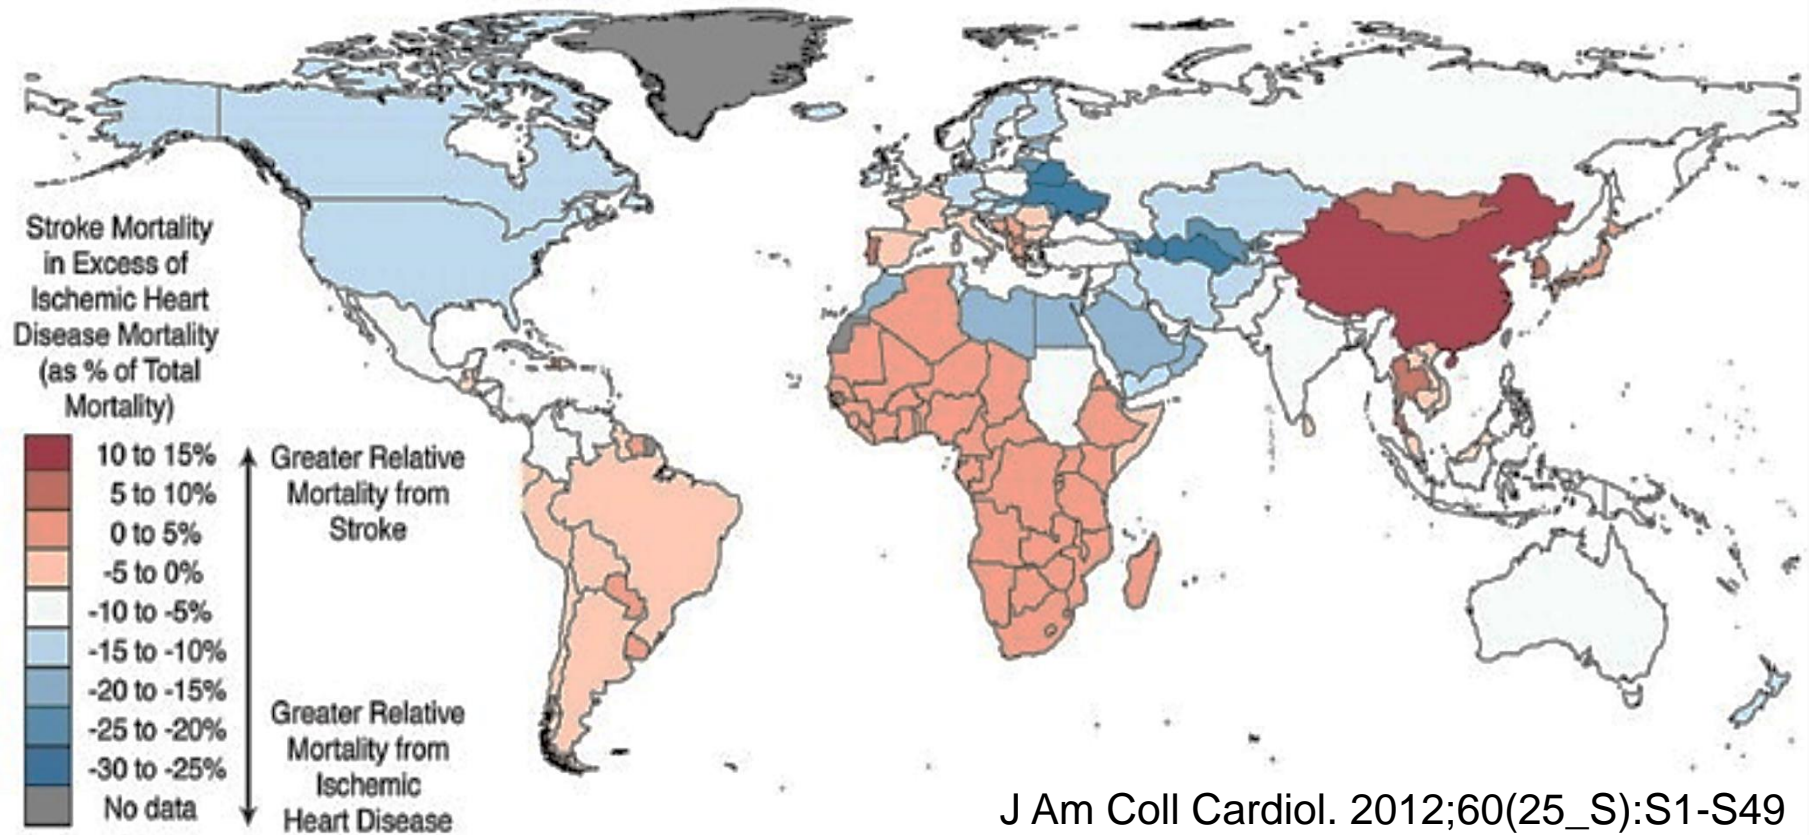 Stroke Mortality
in Excess of
Ischemic Heart
Disease Mortality
(as % of Total
Mortality)
10 to 15%
5 to 10%
0 to 5%
-5 to 0%
-10 to -5%
-15 to -10%
-20 to -15%
-25 to -20%
-30 to -25%
No data
Greater Relative
Mortality from
Stroke
Greater Relative
Mortality from
Ischemic
Heart Disease
J Am Coll Cardiol. 2012;60(25_S):S1-S49